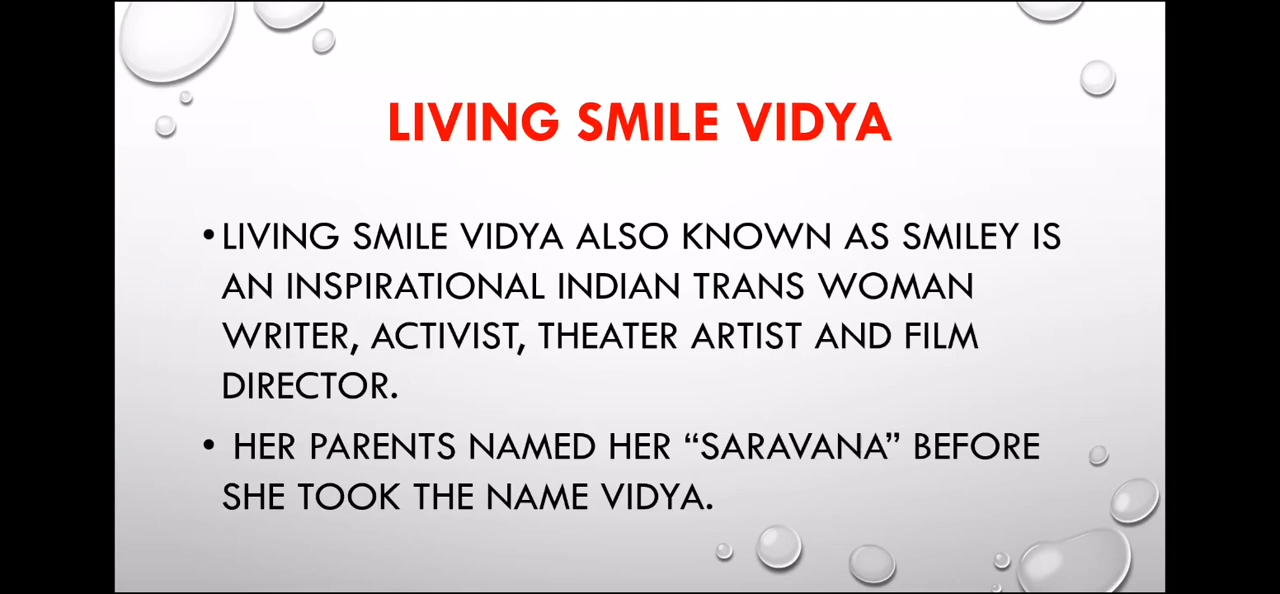 LIVING SMILE VIDYA
•LIVING SMILE VIDYA ALSO KNOWN AS SMILEY IS
AN INSPIRATIONAL INDIAN TRANS WOMAN
WRITER, ACTIVIST, THEATER ARTIST AND FILM
DIRECTOR.
• HER PARENTS NAMED HER “SARAVANA” BEFORE
SHE TOOK THE NAME VIDYA.